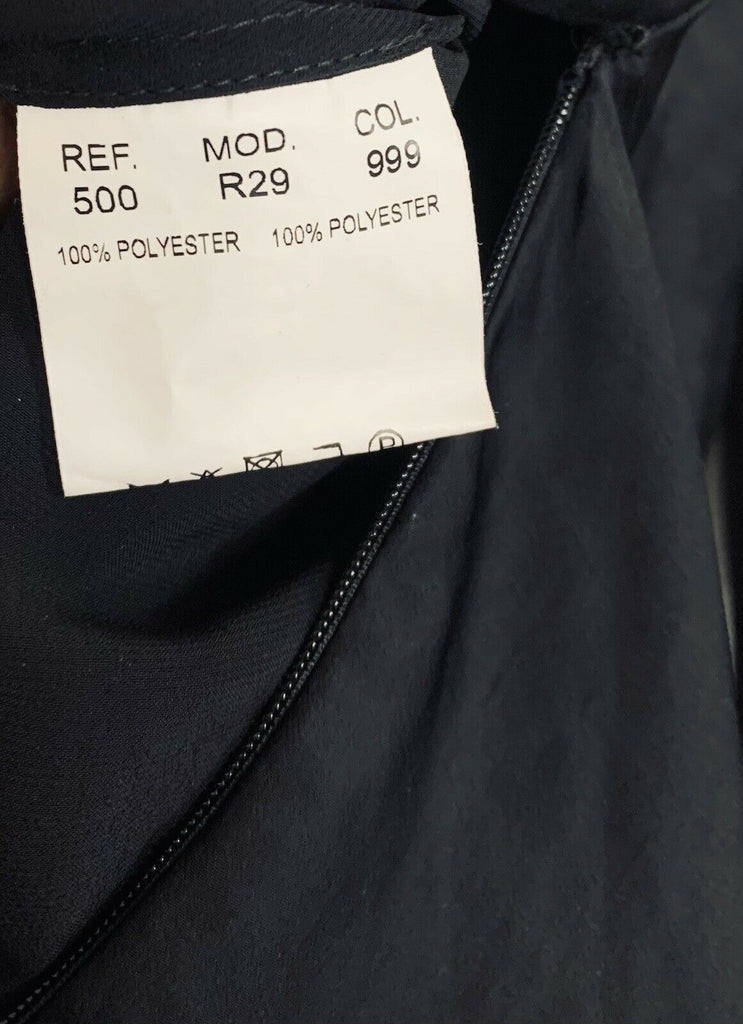 REF. MOD. COL.
500 R29 999
100% POLYESTER 100% POLYESTER
P